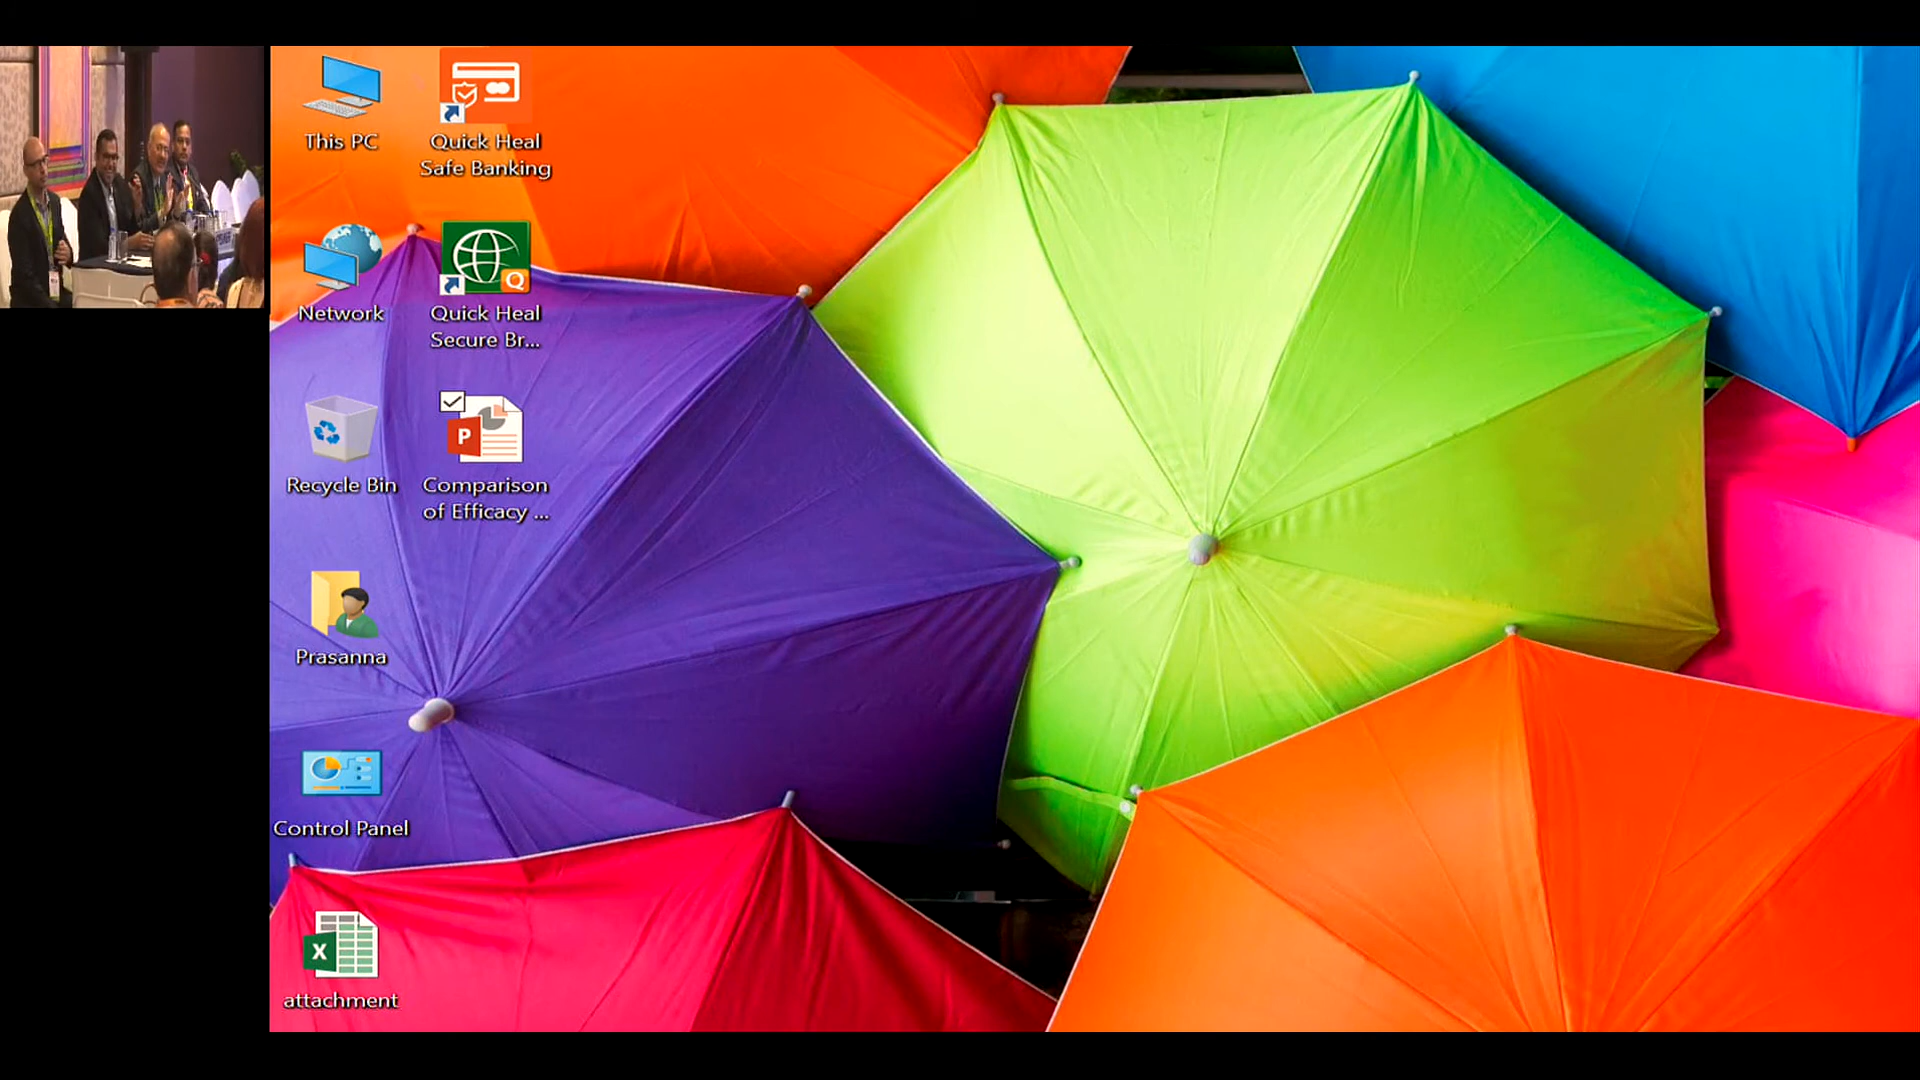 This PC
Quick Heal
Safe Banking
Network
Quick Heal
Secure Br...
Recycle Bin
Comparison
of Efficacy ...
Prasanna
Control Panel
attachment